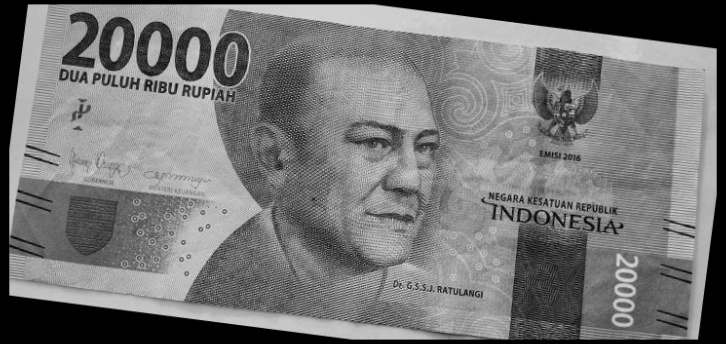 20000
DUA PULUH RIBU RUPIAH
GUBERNUR
MENTERI KEUANGAN
EMISI 2016
NEGARA KESATUAN REPUBLIK
INDONESIA
Dr. G.S.S.J. RATULANGI
20000